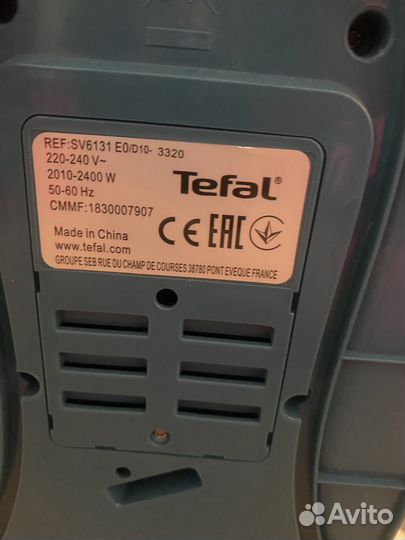 REF:SV6131 E0/D10- 3320
220-240 V~
2010-2400 W
50-60 Hz
CMMF:1830007907
Tefal®
Made in China
www.tefal.com
CE EAC
GROUPE SEB RUE DU CHAMP DE COURSES 38780 PONT EVEQUE FRANCE
Avito